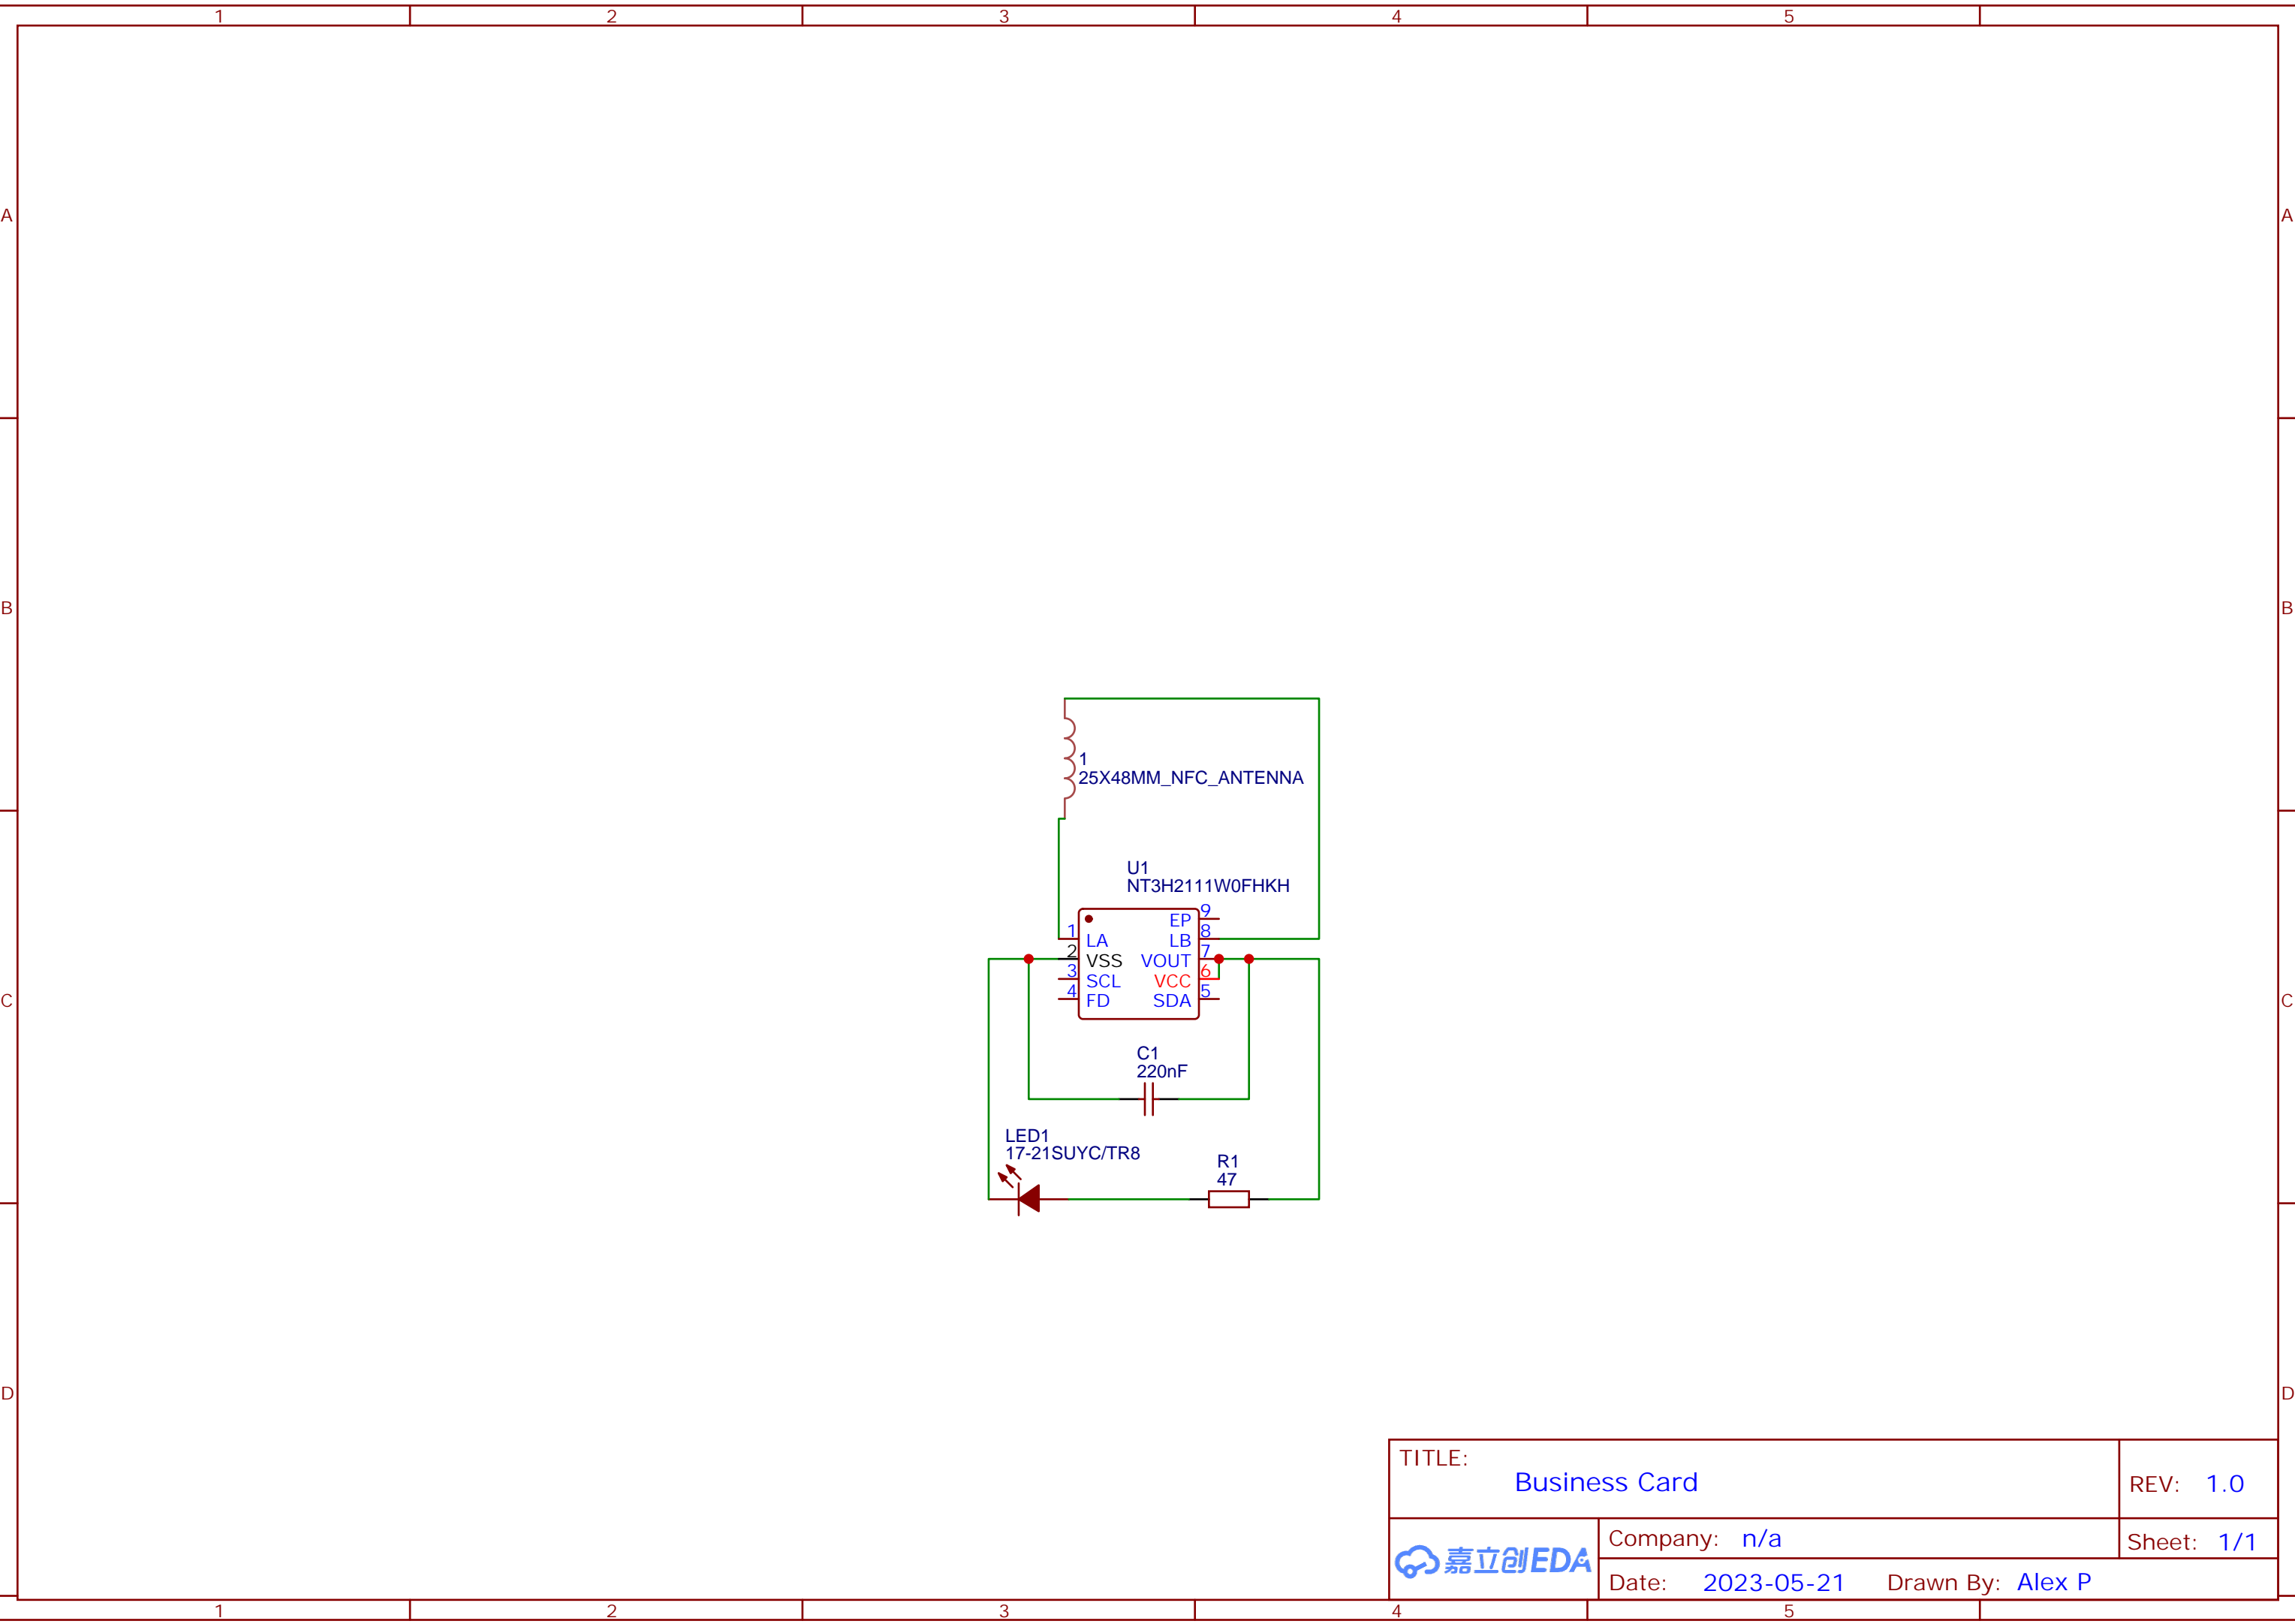 1 2 3 4 5
A A
B B
1
25X48MM_NFC_ANTENNA
U1
NT3H2111W0FHKH
EP 9
1 LA LB 8
2 VSS VOUT 7
3 SCL VCC 6
4 FD SDA 5
C C
C1
220nF
LED1
17-21SUYC/TR8
R1
47
D D
TITLE:
Business Card
REV: 1.0
嘉立创EDA
Company: n/a
Sheet: 1/1
Date: 2023-05-21 Drawn By: Alex P
1 2 3 4 5